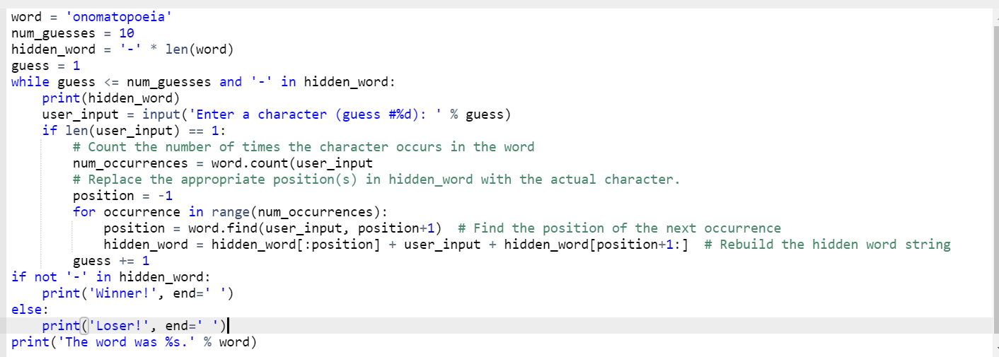 word = 'onomatopoeia'
num_guesses = 10
hidden_word = '-' * len(word)
guess = 1
while guess <= num_guesses and '-' in hidden_word:
    print(hidden_word)
    user_input = input('Enter a character (guess #%d): ' % guess)
    if len(user_input) == 1:
        # Count the number of times the character occurs in the word
        num_occurrences = word.count(user_input
        # Replace the appropriate position(s) in hidden_word with the actual character.
        position = -1
        for occurrence in range(num_occurrences):
            position = word.find(user_input, position+1)  # Find the position of the next occurrence
            hidden_word = hidden_word[:position] + user_input + hidden_word[position+1:]  # Rebuild the hidden word string
        guess += 1
if not '-' in hidden_word:
    print('Winner!', end=' ')
else:
    print('Loser!', end=' ')
print('The word was %s.' % word)